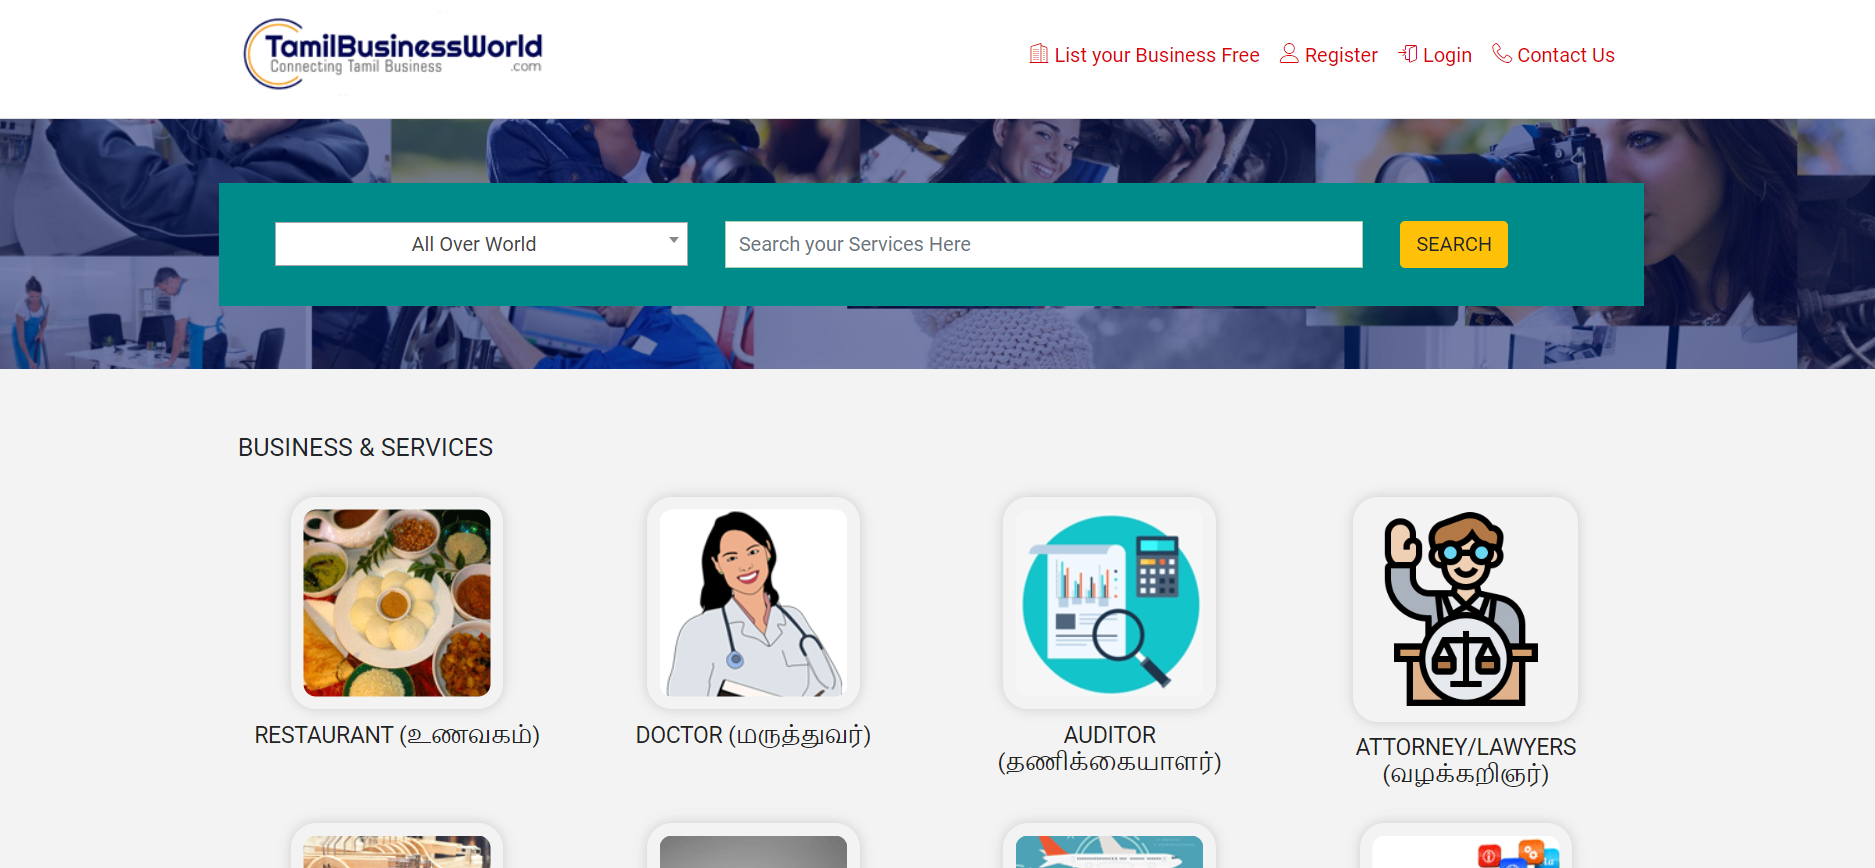 TamilBusinessWorld
Connecting Tamil Business
.com
List your Business Free
Register
Login
Contact Us
All Over World
Search your Services Here
SEARCH
BUSINESS & SERVICES
RESTAURANT (உணவகம்)
DOCTOR (மருத்துவர்)
AUDITOR
(தணிக்கையாளர்)
ATTORNEY/LAWYERS
(வழக்கறிஞர்)